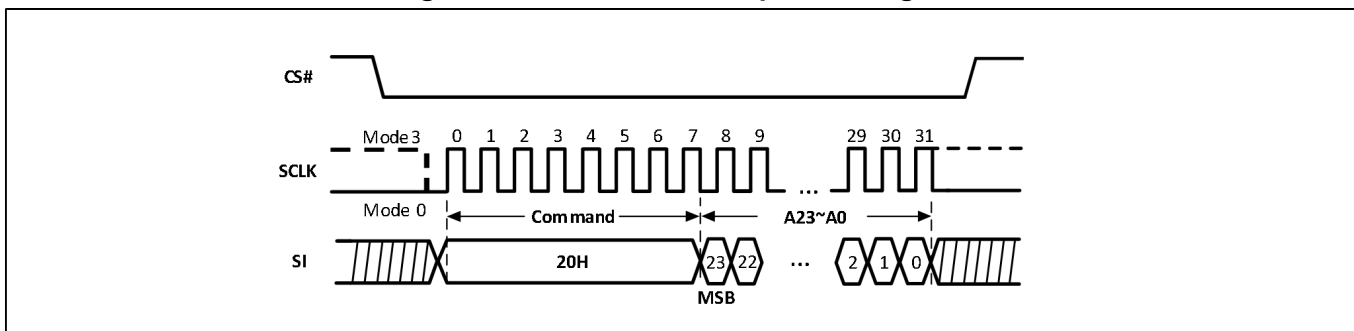 CS#
Mode 3 0 1 2 3 4 5 6 7 8 9 29 30 31
SCLK
...
Mode 0 Command A23~A0
SI 20H 23 22 ... 2 1 0
MSB